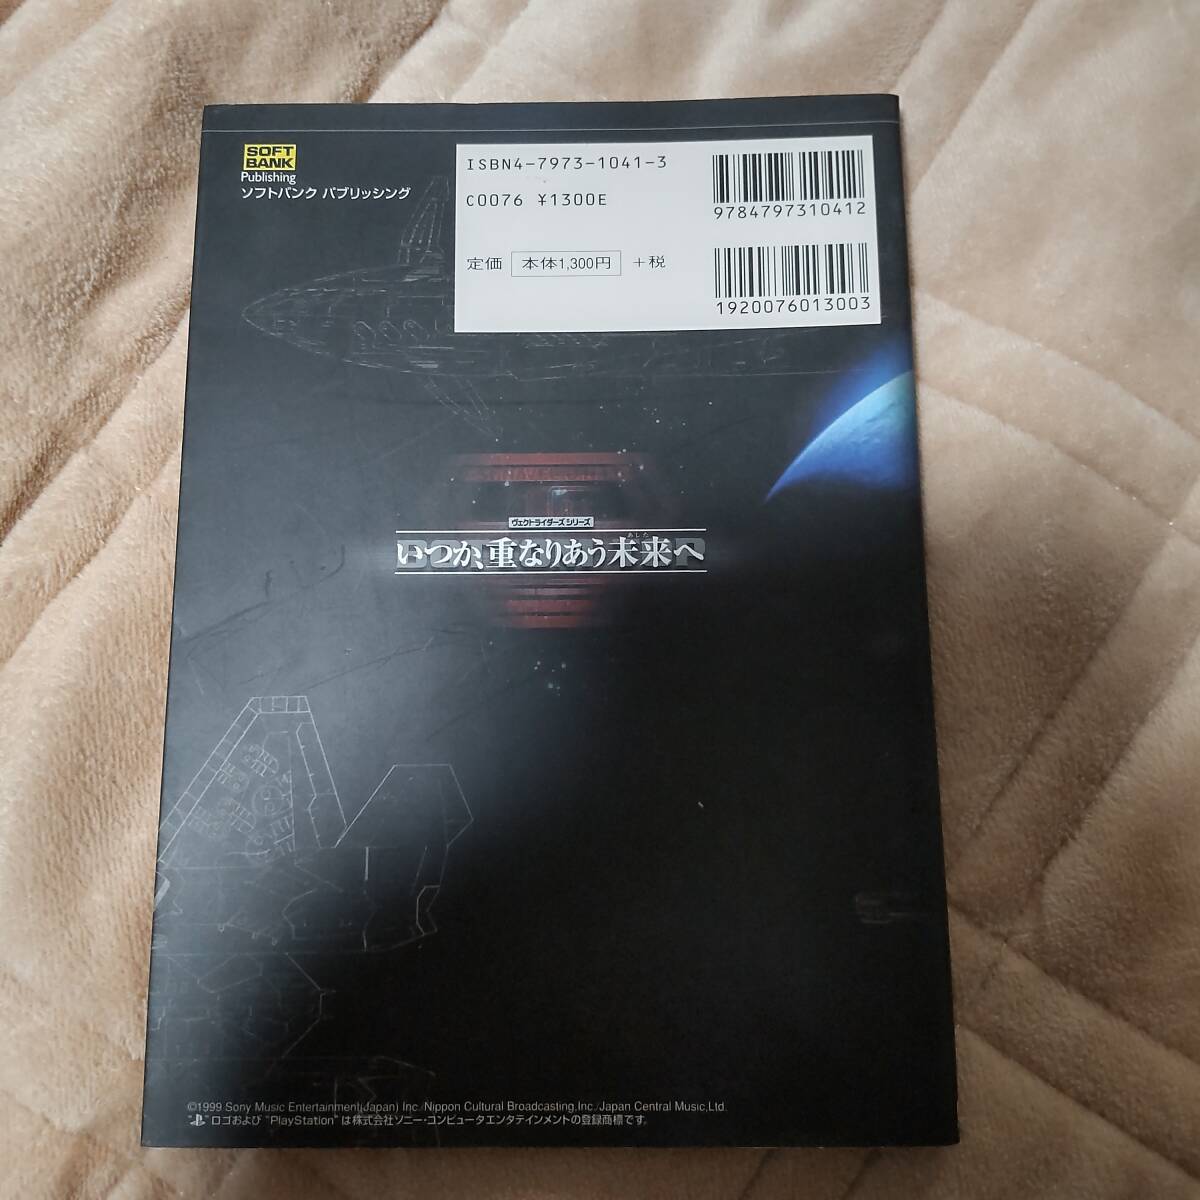 SOFT
BANK
Publishing
ソフトバンク パブリッシング
ISBN4-7973-1041-3
C0076 ¥1300E
定価 本体1,300円 +税
9784797310412
1920076013003
ヴェクトライダーズ シリーズ
あした
いつか、重なりあう未来へ
©1999 Sony Music Entertainment(Japan) Inc./Nippon Cultural Broadcasting,Inc./Japan Central Music,Ltd.
" "ロゴおよび "PlayStation" は株式会社ソニー・コンピュータエンタテインメントの登録商標です。